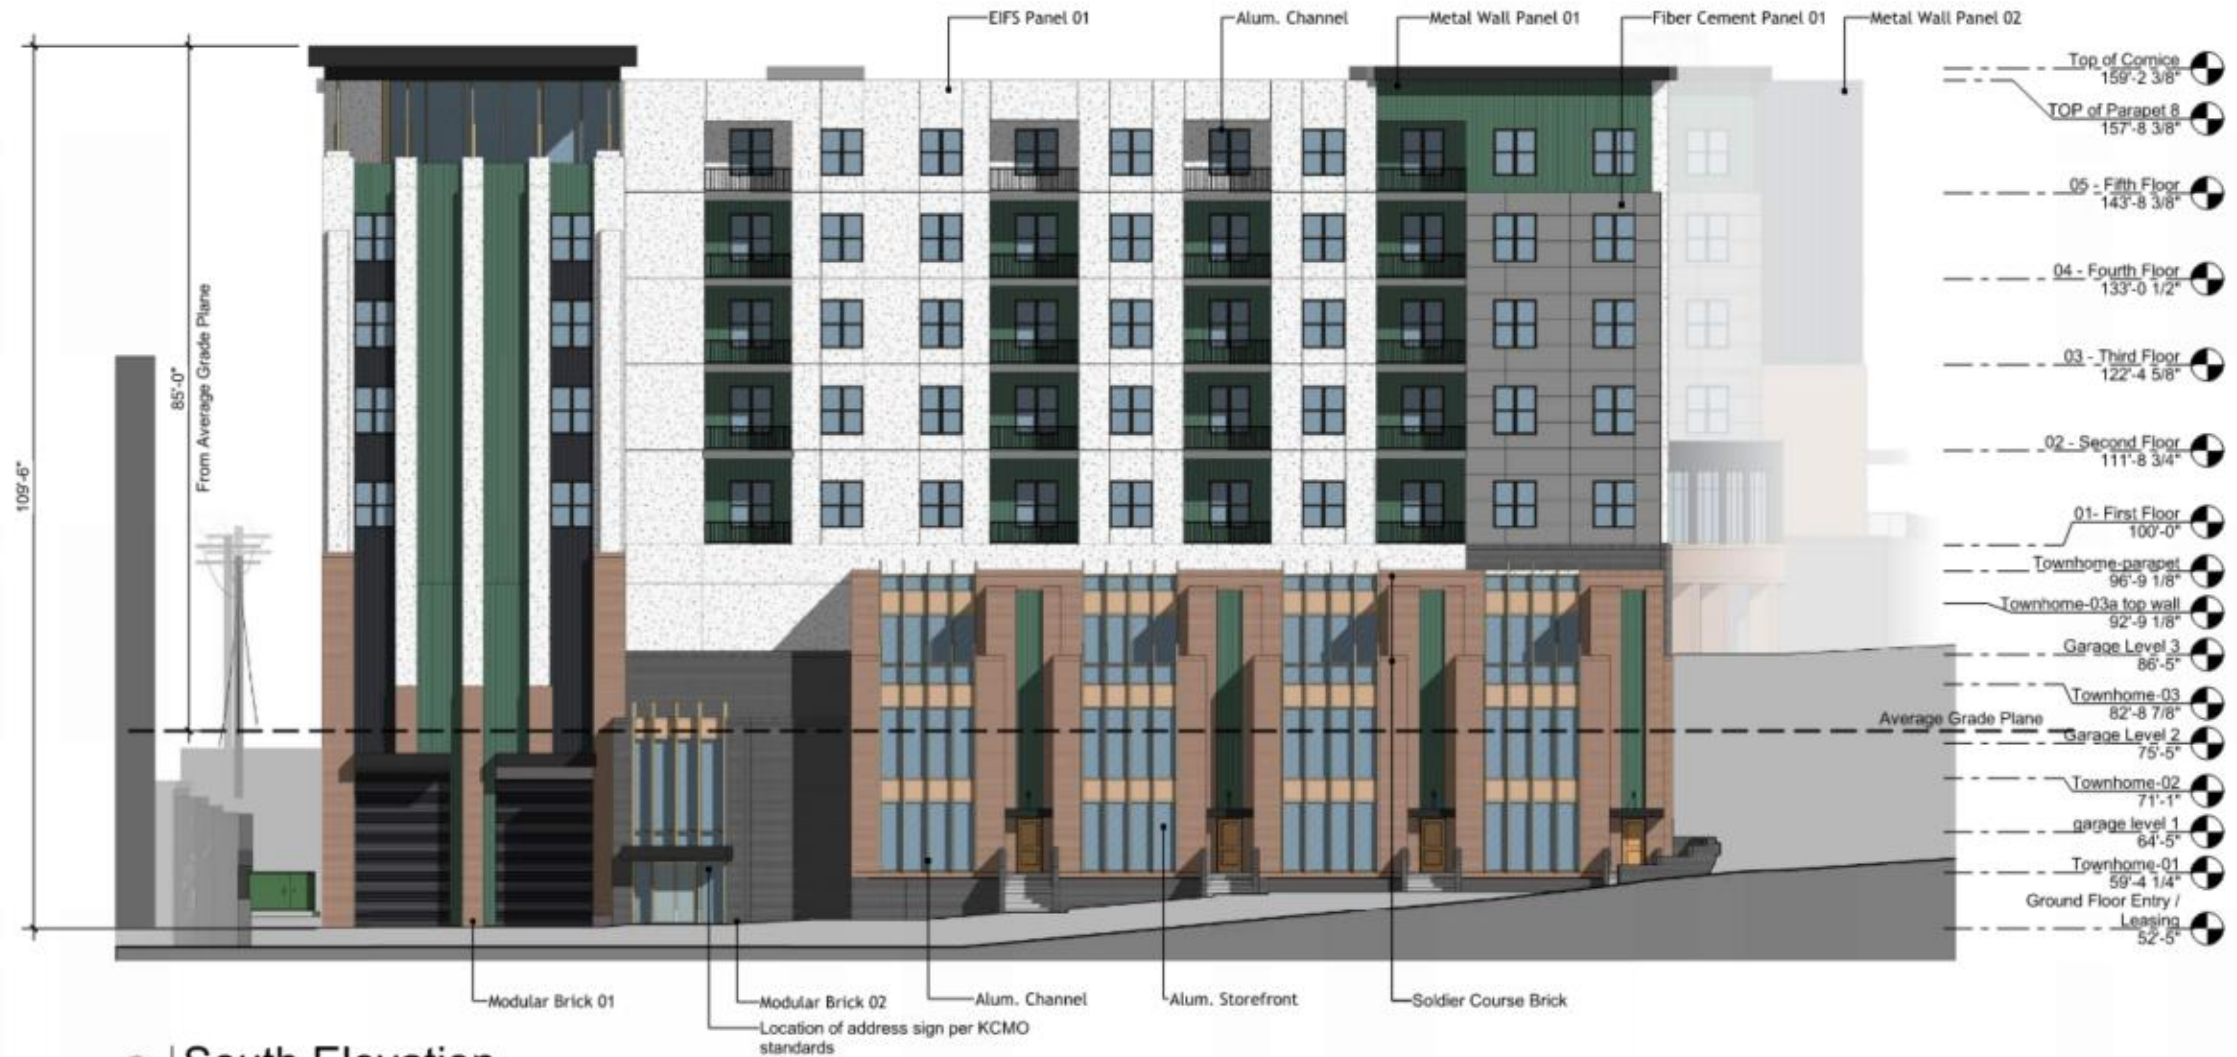 EIFS Panel 01
Alum. Channel
Metal Wall Panel 01
Fiber Cement Panel 01
Metal Wall Panel 02
Top of Cornice
159'-2 3/8"
TOP of Parapet 8
157'-8 3/8"
05 - Fifth Floor
143'-8 3/8"
04 - Fourth Floor
133'-0 1/2"
03 - Third Floor
122'-4 5/8"
02 - Second Floor
111'-8 3/4"
01- First Floor
100'-0"
Townhome-parapet
96'-9 1/8"
Townhome-03a top wall
92'-9 1/8"
Garage Level 3
86'-5"
Townhome-03
82'-8 7/8"
Average Grade Plane
Garage Level 2
75'-5"
Townhome-02
71'-1"
garage level 1
64'-5"
Townhome-01
59'-4 1/4"
Ground Floor Entry /
Leasing
52'-5"
109'-6"
85'-0"
From Average Grade Plane
Modular Brick 01
Modular Brick 02
Alum. Channel
Alum. Storefront
Soldier Course Brick
Location of address sign per KCMO
standards
South Elevation